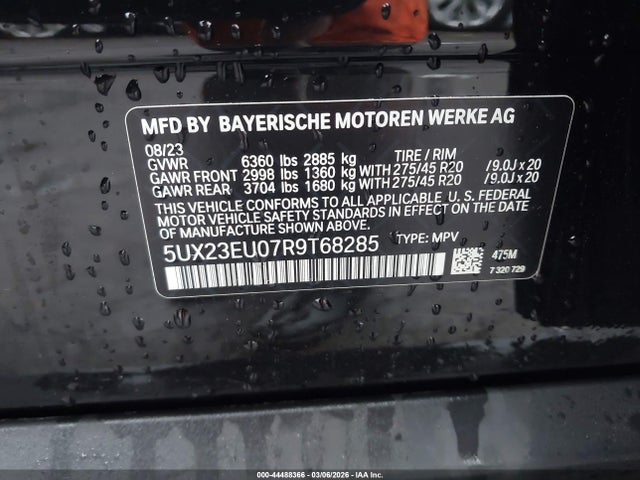 MFD BY BAYERISCHE MOTOREN WERKE AG
08/23
GVWR 6360 lbs 2885 kg TIRE / RIM
GAWR FRONT 2998 lbs 1360 kg WITH 275/45 R20 /9.0J x 20
GAWR REAR 3704 lbs 1680 kg WITH 275/45 R20 /9.0J x 20
THIS VEHICLE CONFORMS TO ALL APPLICABLE U. S. FEDERAL
MOTOR VEHICLE SAFETY STANDARDS IN EFFECT ON THE DATE
OF MANUFACTURE SHOWN ABOVE.
5UX23EU07R9T68285 TYPE: MPV
475M
7 320 729
000-44488366 - 03/06/2026 - IAA Inc.